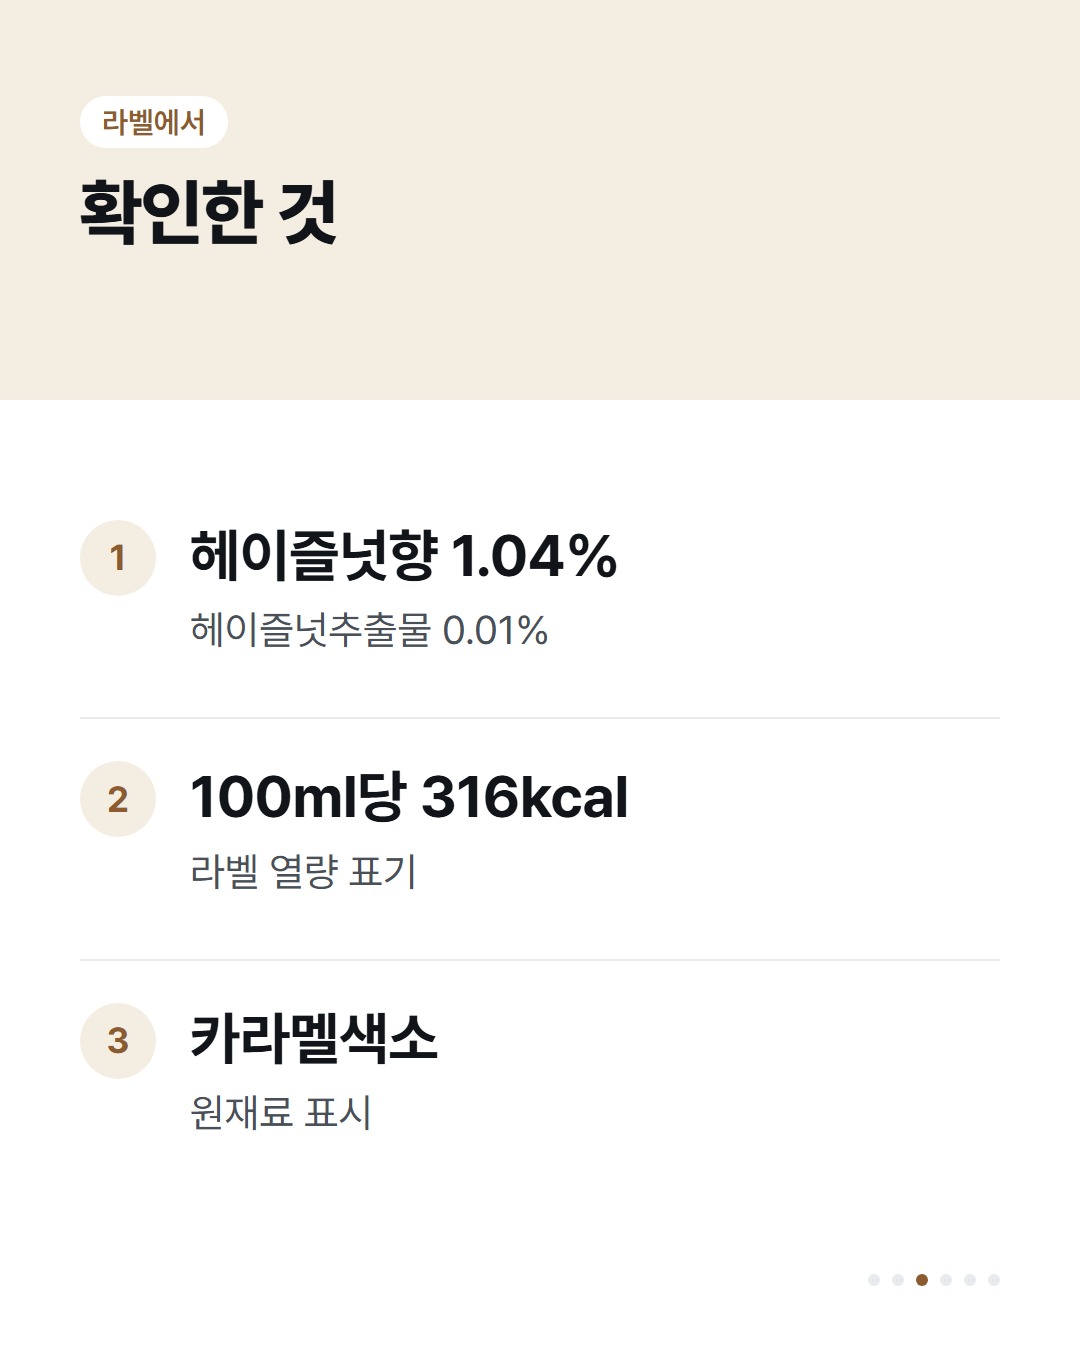 라벨에서
확인한 것
1
헤이즐넛향 1.04%
헤이즐넛추출물 0.01%
2
100ml당 316kcal
라벨 열량 표기
3
카라멜색소
원재료 표시